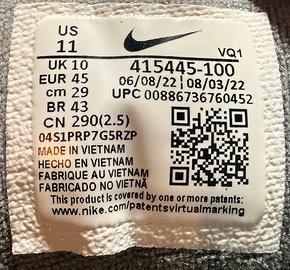 US
11
VQ1
UK 10
EUR 45
cm 29
BR 43
CN 290(2.5)
415445-100
06/08/22 08/03/22
UPC 00886736760452
04S1PRP7G5RZP
MADE IN VIETNAM
HECHO EN VIETNAM
FABRIQUE AU VIETNAM
FABRICADO NO VIETNÃ
This product is covered by one or more patents:
www.nike.com/patentsvirtualmarking